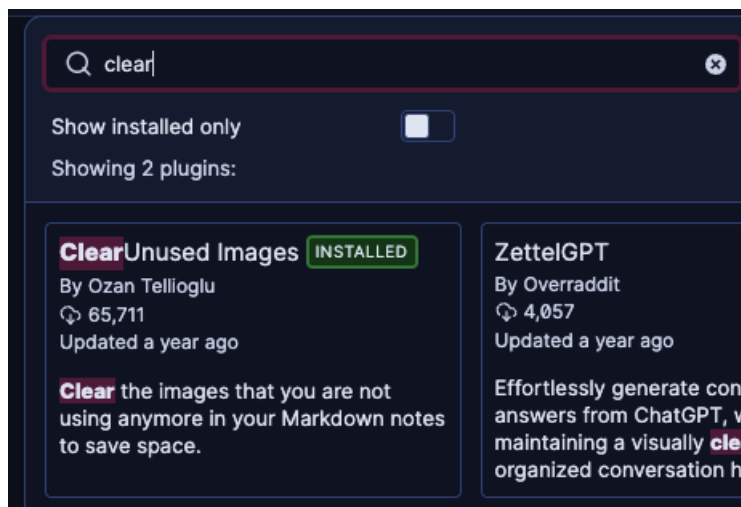 clear
Show installed only
Showing 2 plugins:
ClearUnused Images INSTALLED
By Ozan Tellioglu
65,711
Updated a year ago
Clear the images that you are not
using anymore in your Markdown notes
to save space.
ZettelGPT
By Overraddit
4,057
Updated a year ago
Effortlessly generate con
answers from ChatGPT, w
maintaining a visually cle
organized conversation h